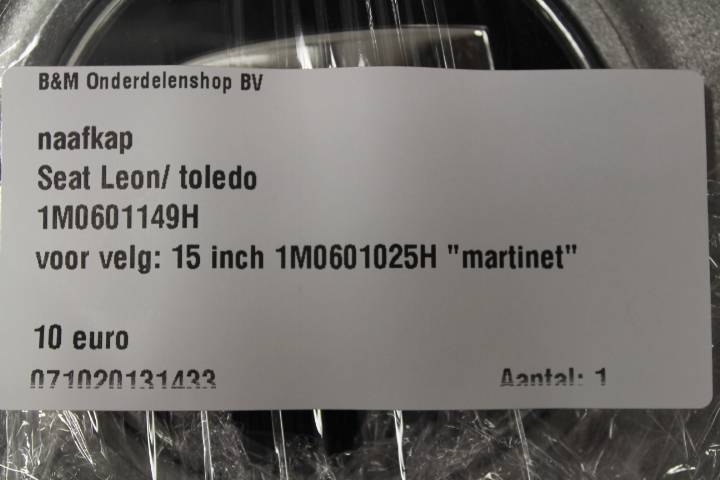 B&M Onderdelenshop BV
naafkap
Seat Leon/ toledo
1M0601149H
voor velg: 15 inch 1M0601025H "martinet"
10 euro
071020131433 Aantal: 1